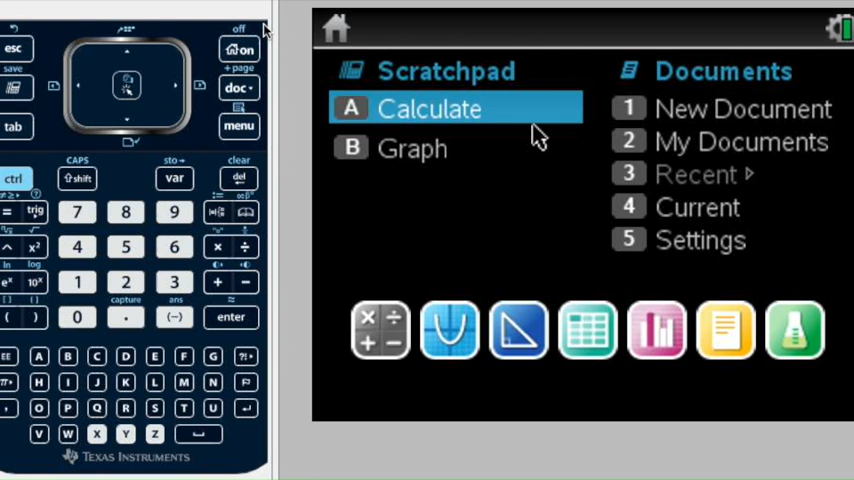 off
esc
on
save
+ page
doc
tab
menu
CAPS
sto→
clear
ctrl
⇧shift
var
del
= trig 7 8 9
^ x² 4 5 6 × ÷
ln log
eˣ 10ˣ 1 2 3 + −
[ ] { }
capture
ans
≈
( ) 0 . (−) enter
EE A B C D E F G ?!▸
π▸ H I J K L M N
, O P Q R S T U ↵
V W X Y Z
TEXAS INSTRUMENTS
Scratchpad
A Calculate
B Graph
Documents
1 New Document
2 My Documents
3 Recent ▹
4 Current
5 Settings